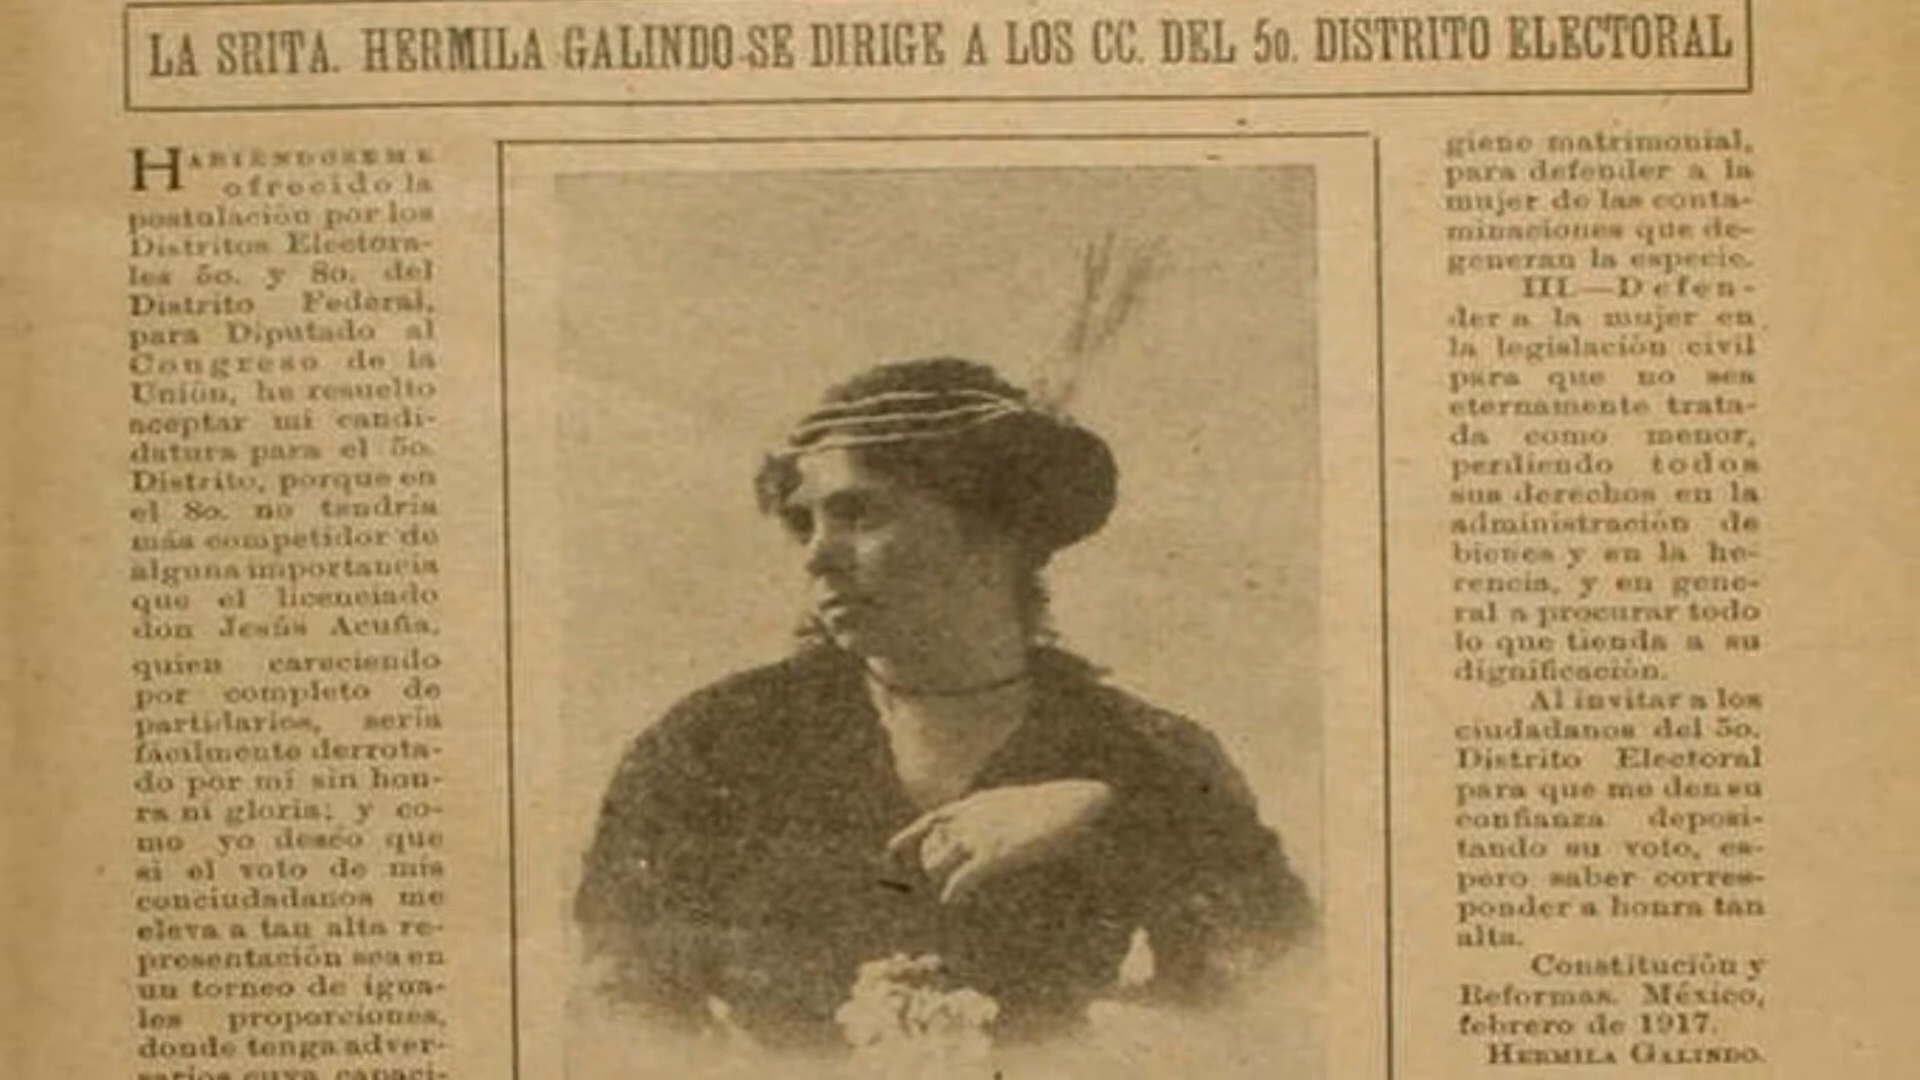 LA SRITA. HERMILA GALINDO SE DIRIGE A LOS CC. DEL 5o. DISTRITO ELECTORAL
HABIÉNDOSEME
ofrecido la
postulación por los
Distritos Electora-
les 5o. y 8o. del
Distrito Federal,
para Diputado al
Congreso de la
Unión, he resuelto
aceptar mi candi-
datura para el 5o.
Distrito, porque en
el 8o. no tendría
más competidor de
alguna importancia
que el licenciado
don Jesús Acuña,
quien careciendo
por completo de
partidarios, sería
fácilmente derrota-
do por mí sin hon-
ra ni gloria; y co-
mo yo deseo que
si el voto de mis
conciudadanos me
eleva a tan alta re-
presentación sea en
un torneo de igua-
les proporciones,
donde tenga adver-
sarios cuya capaci-
giene matrimonial,
para defender a la
mujer de las conta-
minaciones que de-
generan la especie.
III.—Defen-
der a la mujer en
la legislación civil
para que no sea
eternamente trata-
da como menor,
perdiendo todos
sus derechos en la
administración de
bienes y en la he-
rencia, y en gene-
ral a procurar todo
lo que tienda a su
dignificación.
Al invitar a los
ciudadanos del 5o.
Distrito Electoral
para que me den su
confianza deposi-
tando su voto, es-
pero saber corres-
ponder a honra tan
alta.
Constitución y
Reformas. México,
febrero de 1917.
HERMILA GALINDO.